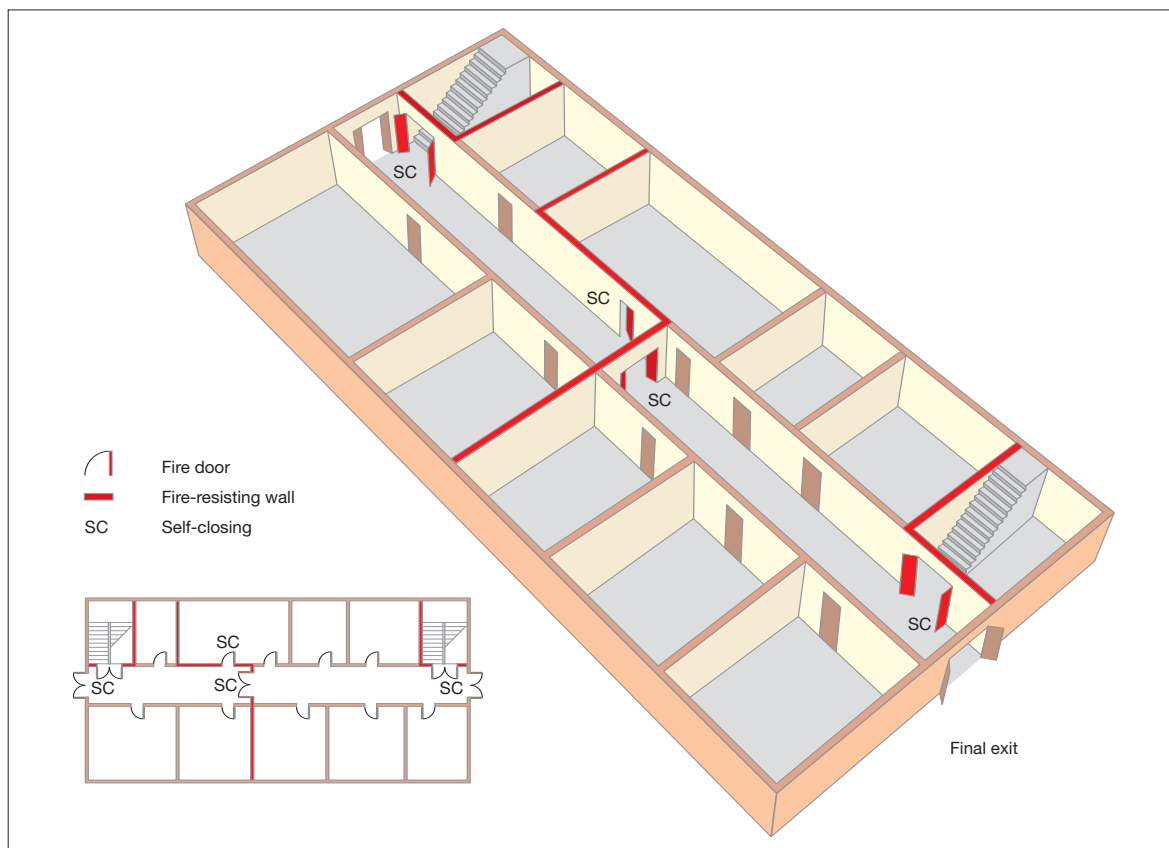 SC
SC
SC
SC
Fire door
Fire-resisting wall
SC Self-closing
SC
SC
SC
SC
Final exit